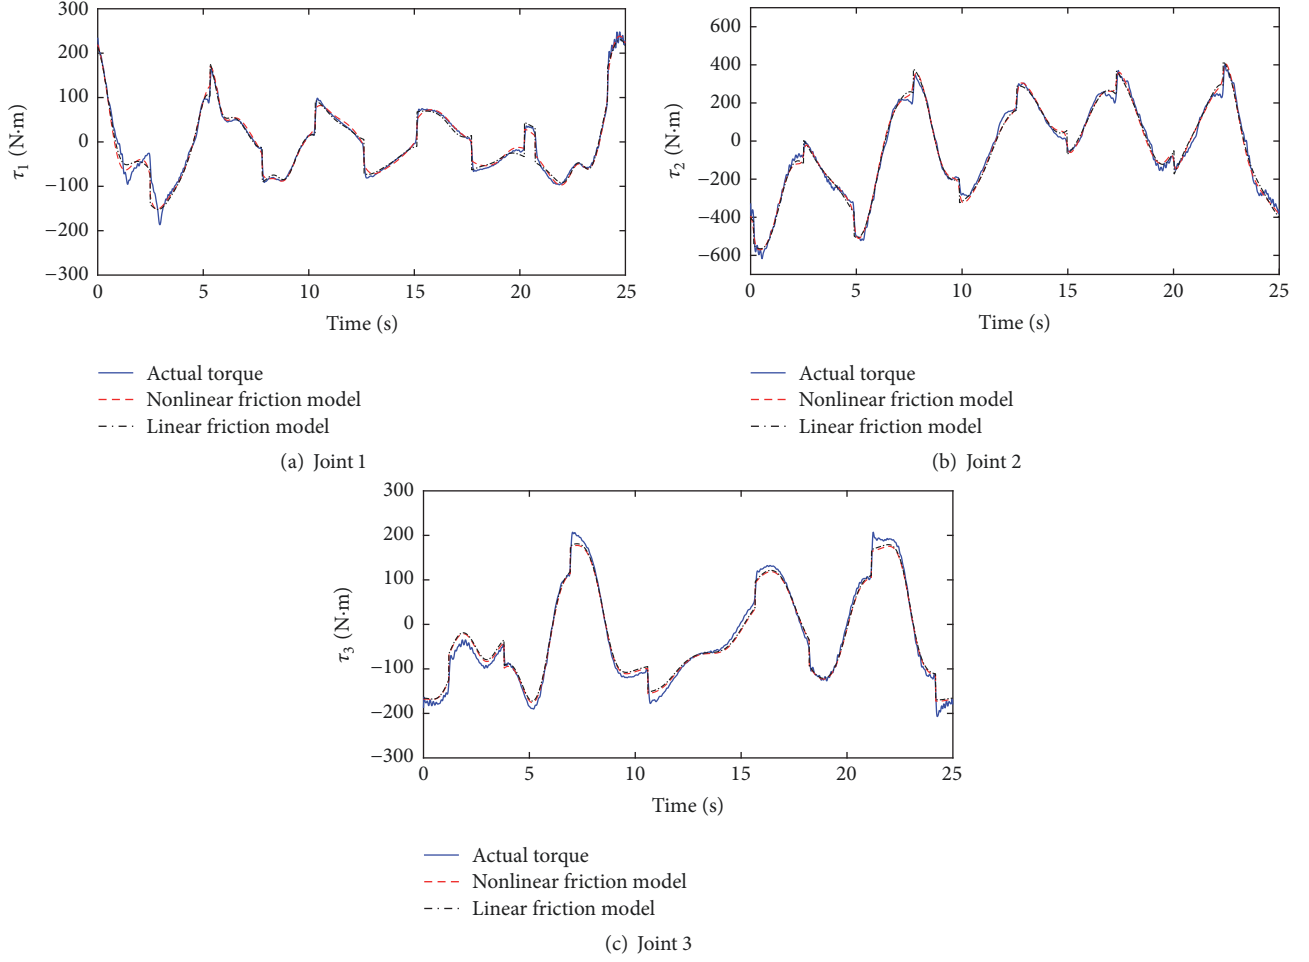 300
200
100
0
−100
−200
−300
τ1 (N·m)
0 5 10 15 20 25
Time (s)
Actual torque
Nonlinear friction model
Linear friction model
(a) Joint 1
600
400
200
0
−200
−400
−600
τ2 (N·m)
0 5 10 15 20 25
Time (s)
Actual torque
Nonlinear friction model
Linear friction model
(b) Joint 2
300
200
100
0
−100
−200
−300
τ3 (N·m)
0 5 10 15 20 25
Time (s)
Actual torque
Nonlinear friction model
Linear friction model
(c) Joint 3